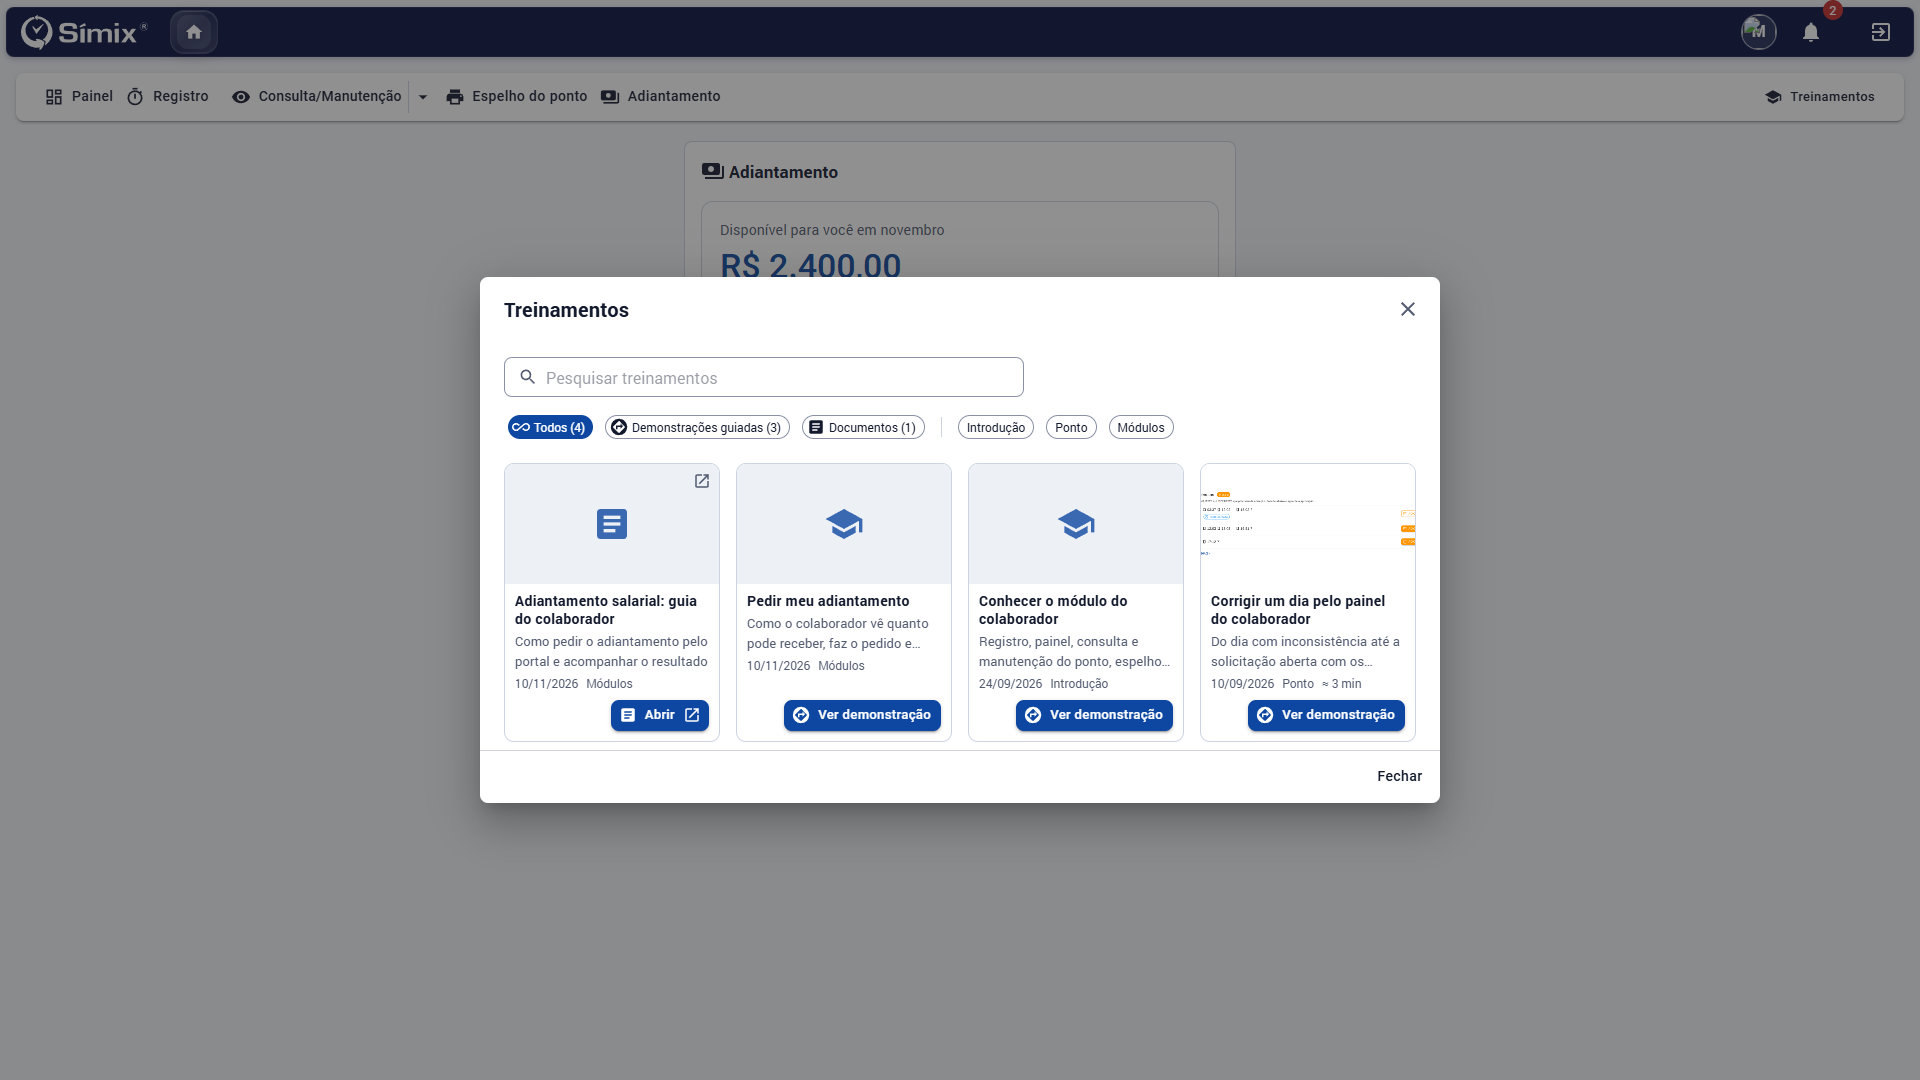 Símix®
M
2
Painel
Registro
Consulta/Manutenção
Espelho do ponto
Adiantamento
Treinamentos
Adiantamento
Disponível para você em novembro
R$ 2.400,00
Treinamentos
Pesquisar treinamentos
Todos (4)
Demonstrações guiadas (3)
Documentos (1)
Introdução
Ponto
Módulos
Adiantamento salarial: guia
do colaborador
Como pedir o adiantamento pelo
portal e acompanhar o resultado
10/11/2026 Módulos
Abrir
Pedir meu adiantamento
Como o colaborador vê quanto
pode receber, faz o pedido e...
10/11/2026 Módulos
Ver demonstração
Conhecer o módulo do
colaborador
Registro, painel, consulta e
manutenção do ponto, espelho...
24/09/2026 Introdução
Ver demonstração
Corrigir um dia pelo painel
do colaborador
Do dia com inconsistência até a
solicitação aberta com os...
10/09/2026 Ponto ≈ 3 min
Ver demonstração
Fechar